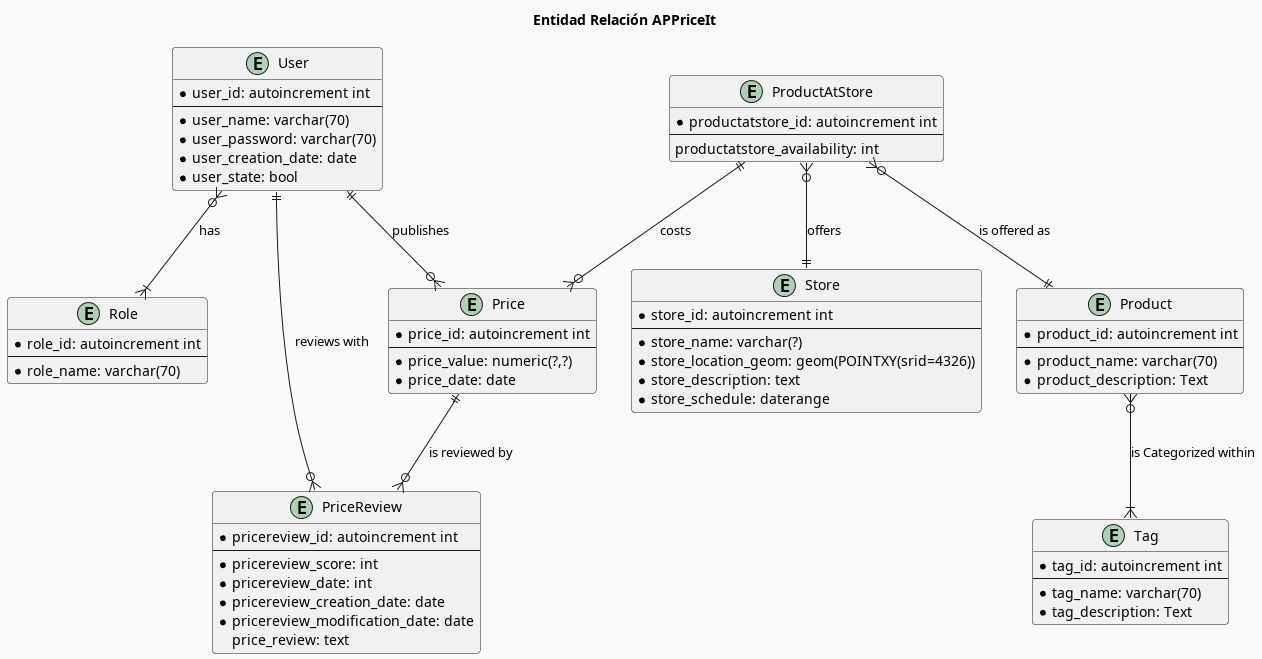 Entidad Relación APPriceIt
E User
* user_id: autoincrement int
* user_name: varchar(70)
* user_password: varchar(70)
* user_creation_date: date
* user_state: bool
E ProductAtStore
* productatstore_id: autoincrement int
productatstore_availability: int
has
publishes
costs
offers
is offered as
E Role
* role_id: autoincrement int
* role_name: varchar(70)
reviews with
E Price
* price_id: autoincrement int
* price_value: numeric(?,?)
* price_date: date
E Store
* store_id: autoincrement int
* store_name: varchar(?)
* store_location_geom: geom(POINTXY(srid=4326))
* store_description: text
* store_schedule: daterange
E Product
* product_id: autoincrement int
* product_name: varchar(70)
* product_description: Text
is reviewed by
is Categorized within
E PriceReview
* pricereview_id: autoincrement int
* pricereview_score: int
* pricereview_date: int
* pricereview_creation_date: date
* pricereview_modification_date: date
price_review: text
E Tag
* tag_id: autoincrement int
* tag_name: varchar(70)
* tag_description: Text